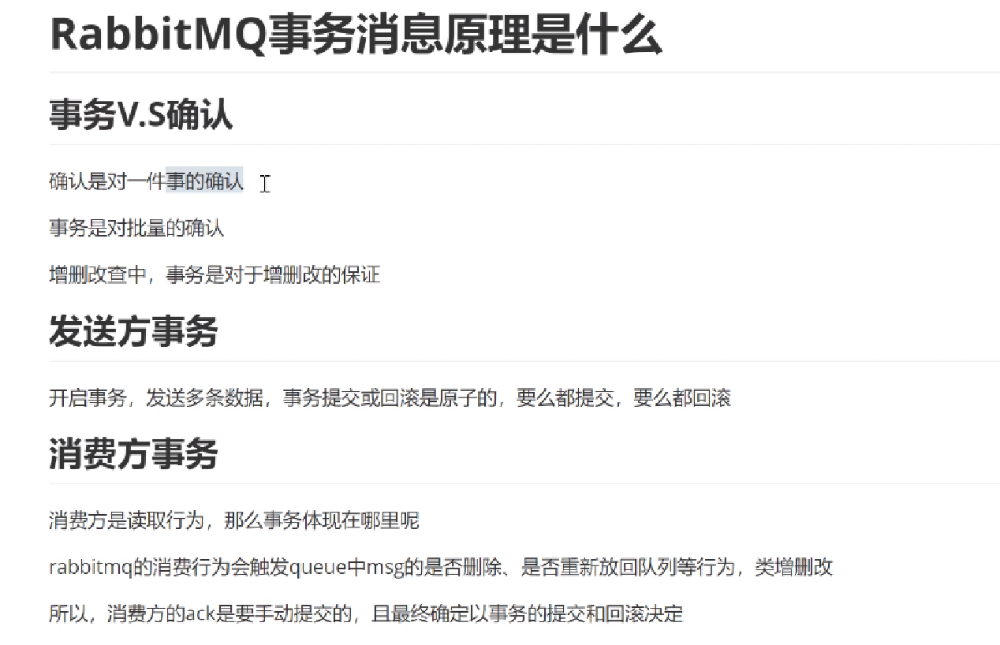 RabbitMQ事务消息原理是什么
事务V.S确认
确认是对一件事的确认
事务是对批量的确认
增删改查中，事务是对于增删改的保证
发送方事务
开启事务，发送多条数据，事务提交或回滚是原子的，要么都提交，要么都回滚
消费方事务
消费方是读取行为，那么事务体现在哪里呢
rabbitmq的消费行为会触发queue中msg的是否删除、是否重新放回队列等行为，类增删改
所以，消费方的ack是要手动提交的，且最终确定以事务的提交和回滚决定